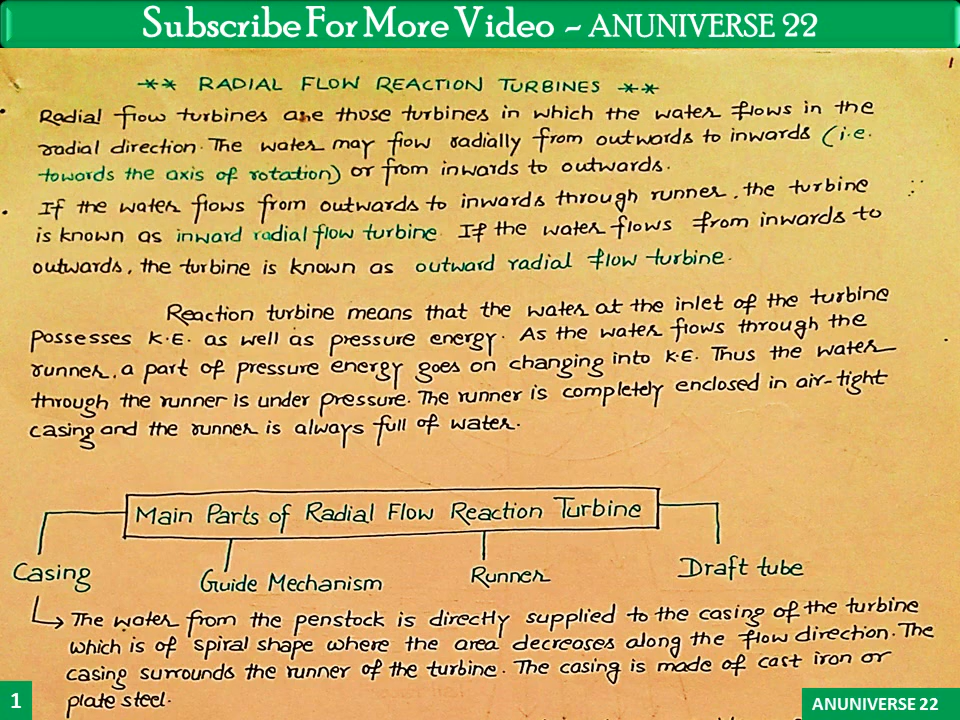 Subscribe For More Video - ANUNIVERSE 22
1
** RADIAL FLOW REACTION TURBINES **
Radial flow turbines are those turbines in which the water flows in the
radial direction. The water may flow radially from outwards to inwards (i.e.
towards the axis of rotation) or from inwards to outwards.
If the water flows from outwards to inwards through runner, the turbine
is known as inward radial flow turbine. If the water flows from inwards to
outwards, the turbine is known as outward radial flow turbine.
Reaction turbine means that the water at the inlet of the turbine
possesses K.E. as well as pressure energy. As the water flows through the
runner, a part of pressure energy goes on changing into K.E. Thus the water
through the runner is under pressure. The runner is completely enclosed in air-tight
casing and the runner is always full of water.
Main Parts of Radial Flow Reaction Turbine
Casing Guide Mechanism Runner Draft tube
The water from the penstock is directly supplied to the casing of the turbine
which is of spiral shape where the area decreases along the flow direction. The
casing surrounds the runner of the turbine. The casing is made of cast iron or
plate steel.
1
ANUNIVERSE 22